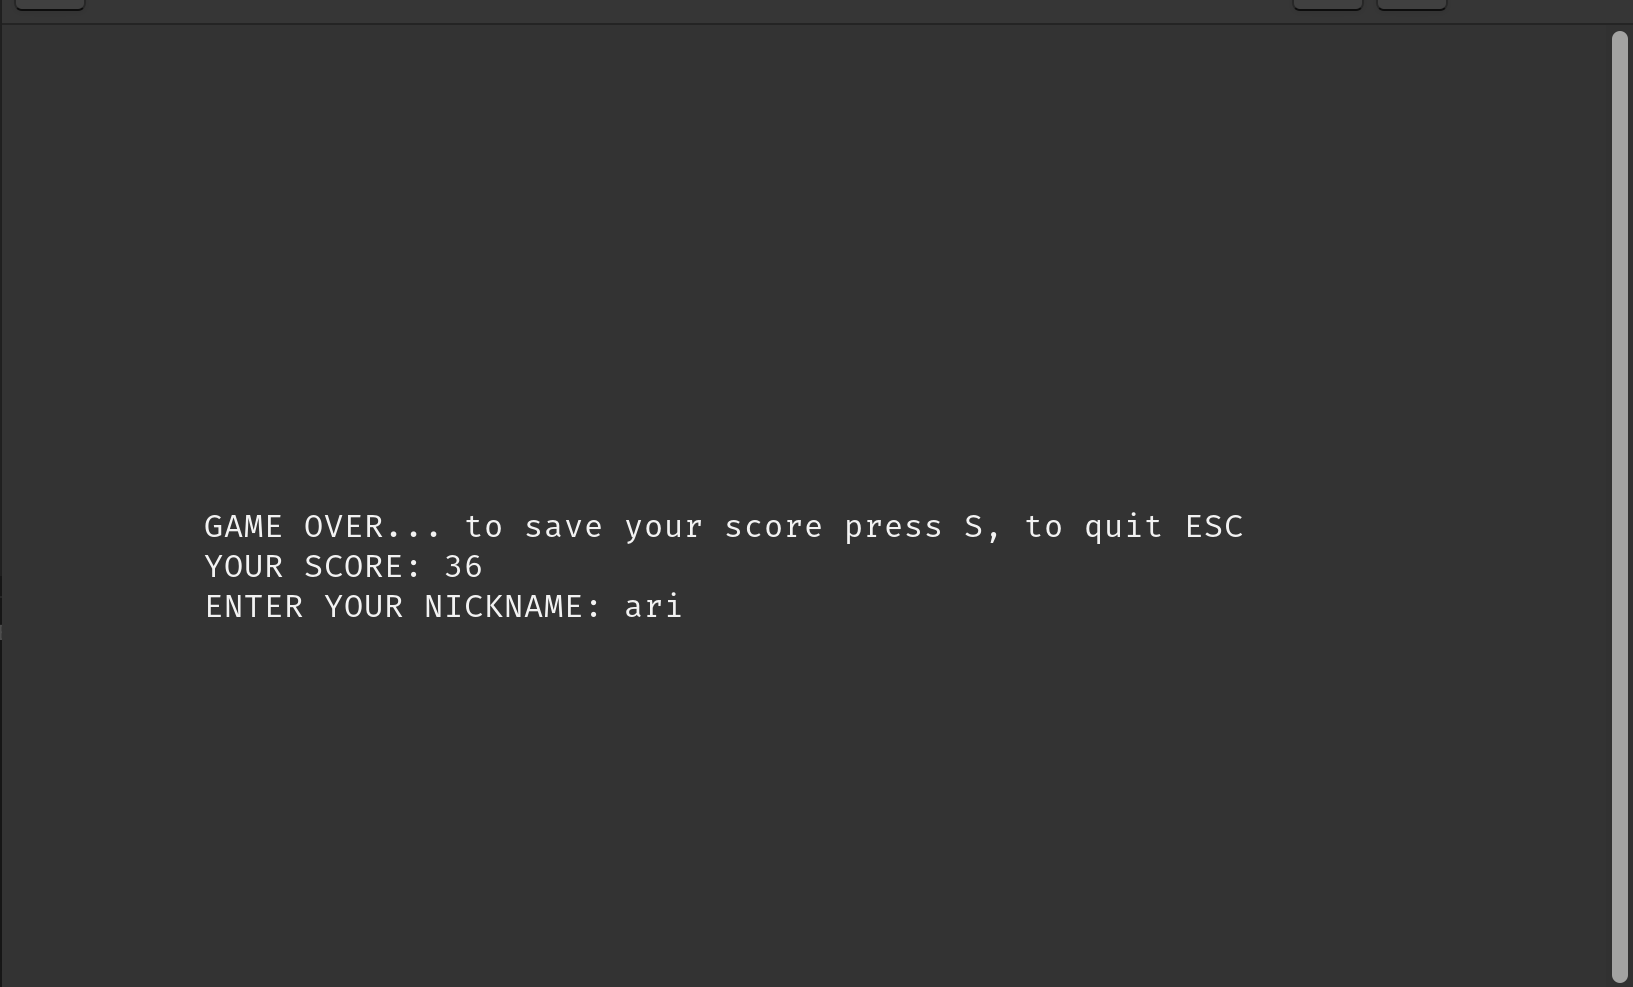 GAME OVER... to save your score press S, to quit ESC
YOUR SCORE: 36
ENTER YOUR NICKNAME: ari